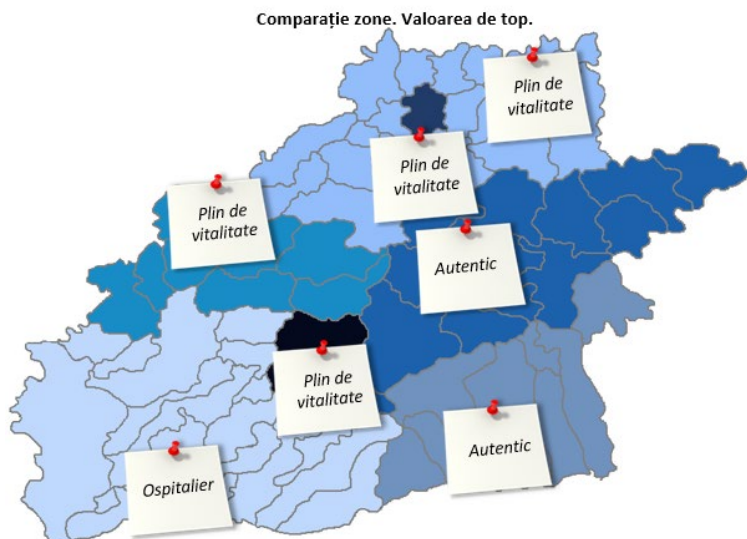 Comparație zone. Valoarea de top.
Plin de
vitalitate
Plin de
vitalitate
Plin de
vitalitate
Autentic
Plin de
vitalitate
Autentic
Ospitalier